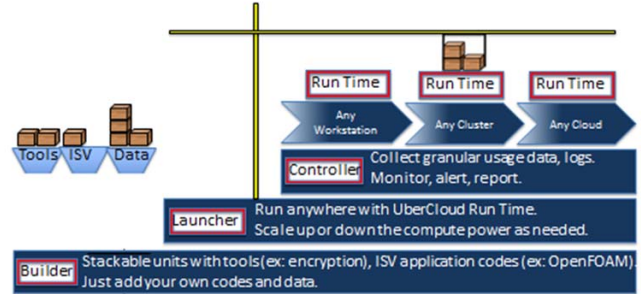 Run Time Run Time Run Time
Any Workstation
Any Cluster
Any Cloud
Tools ISV Data
Controller
Collect granular usage data, logs.
Monitor, alert, report.
Launcher
Run anywhere with UberCloud Run Time.
Scale up or down the compute power as needed.
Builder
Stackable units with tools (ex: encryption), ISV application codes (ex: OpenFOAM).
Just add your own codes and data.